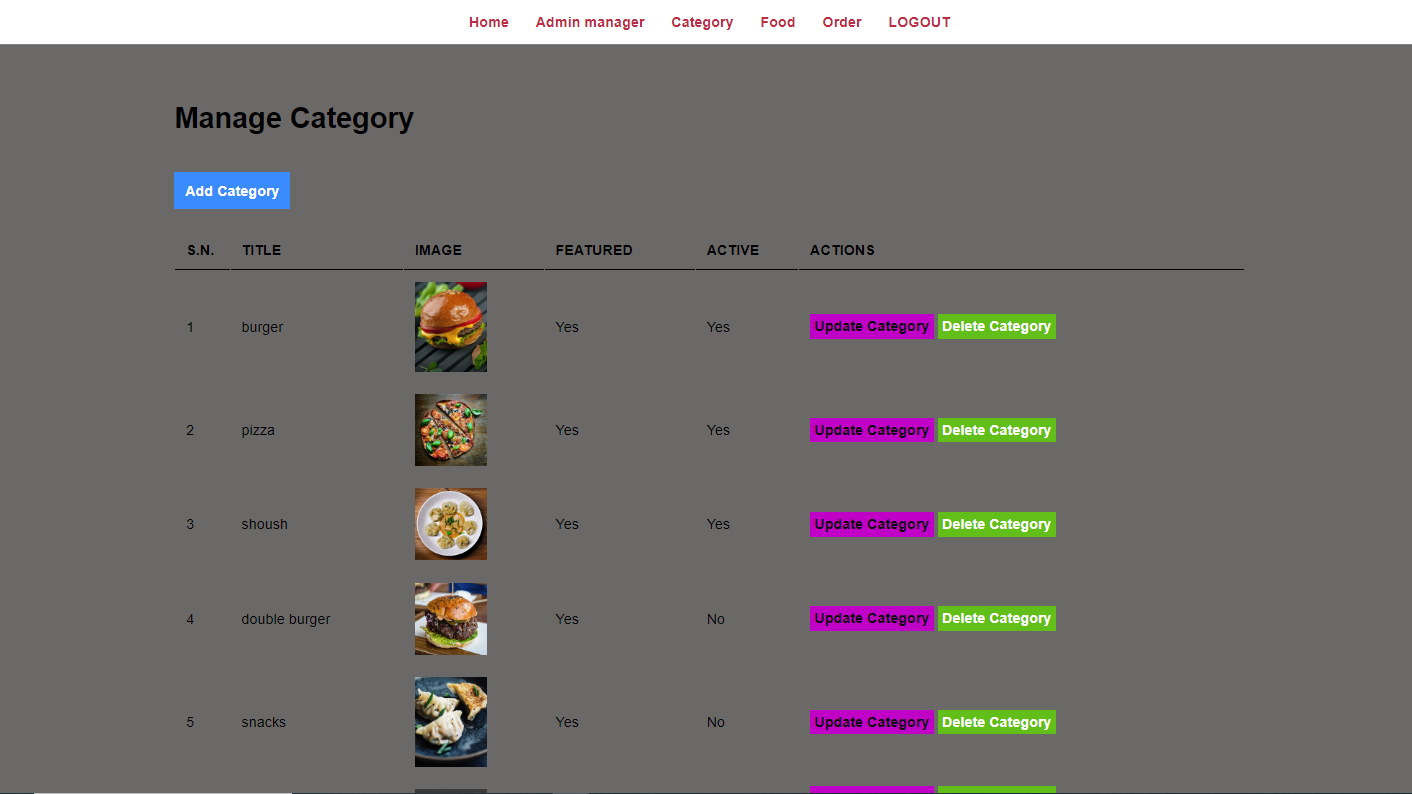 Home Admin manager Category Food Order LOGOUT
Manage Category
Add Category
S.N. TITLE IMAGE FEATURED ACTIVE ACTIONS
1 burger Yes Yes Update Category Delete Category
2 pizza Yes Yes Update Category Delete Category
3 shoush Yes Yes Update Category Delete Category
4 double burger Yes No Update Category Delete Category
5 snacks Yes No Update Category Delete Category